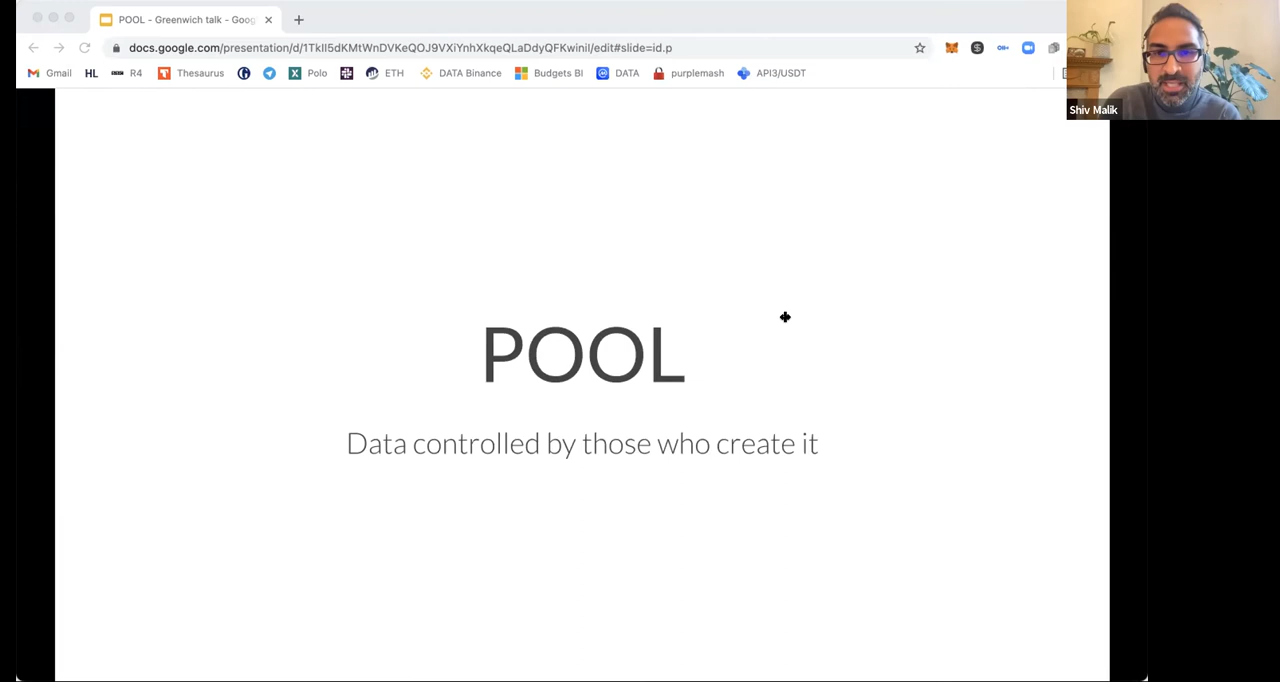 POOL - Greenwich talk - Goog
docs.google.com/presentation/d/1TkIl5dKMtWnDVKeQOJ9VXiYnhXkqeQLaDdyQFKwiniI/edit#slide=id.p
Gmail HL R4 Thesaurus Polo ETH DATA Binance Budgets BI DATA purplemash API3/USDT
Shiv Malik
POOL
Data controlled by those who create it